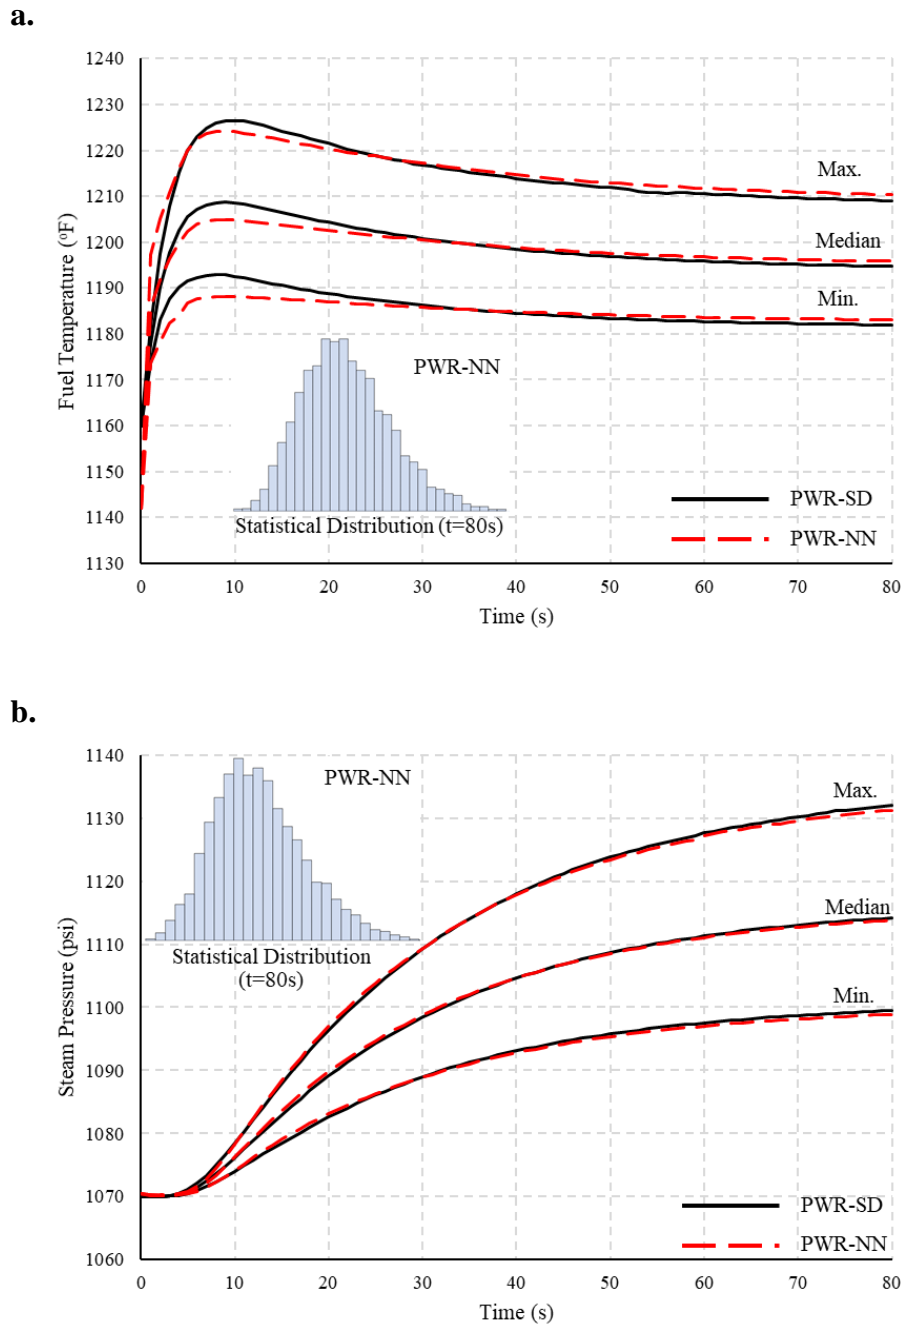 a.
1240
1230
1220
1210
1200
1190
1180
1170
1160
1150
1140
1130
Fuel Temperature (°F)
Max.
Median
Min.
PWR-NN
Statistical Distribution (t=80s)
PWR-SD
PWR-NN
0 10 20 30 40 50 60 70 80
Time (s)
b.
1140
1130
1120
1110
1100
1090
1080
1070
1060
Steam Pressure (psi)
PWR-NN
Max.
Median
Statistical Distribution
(t=80s)
Min.
PWR-SD
PWR-NN
0 10 20 30 40 50 60 70 80
Time (s)